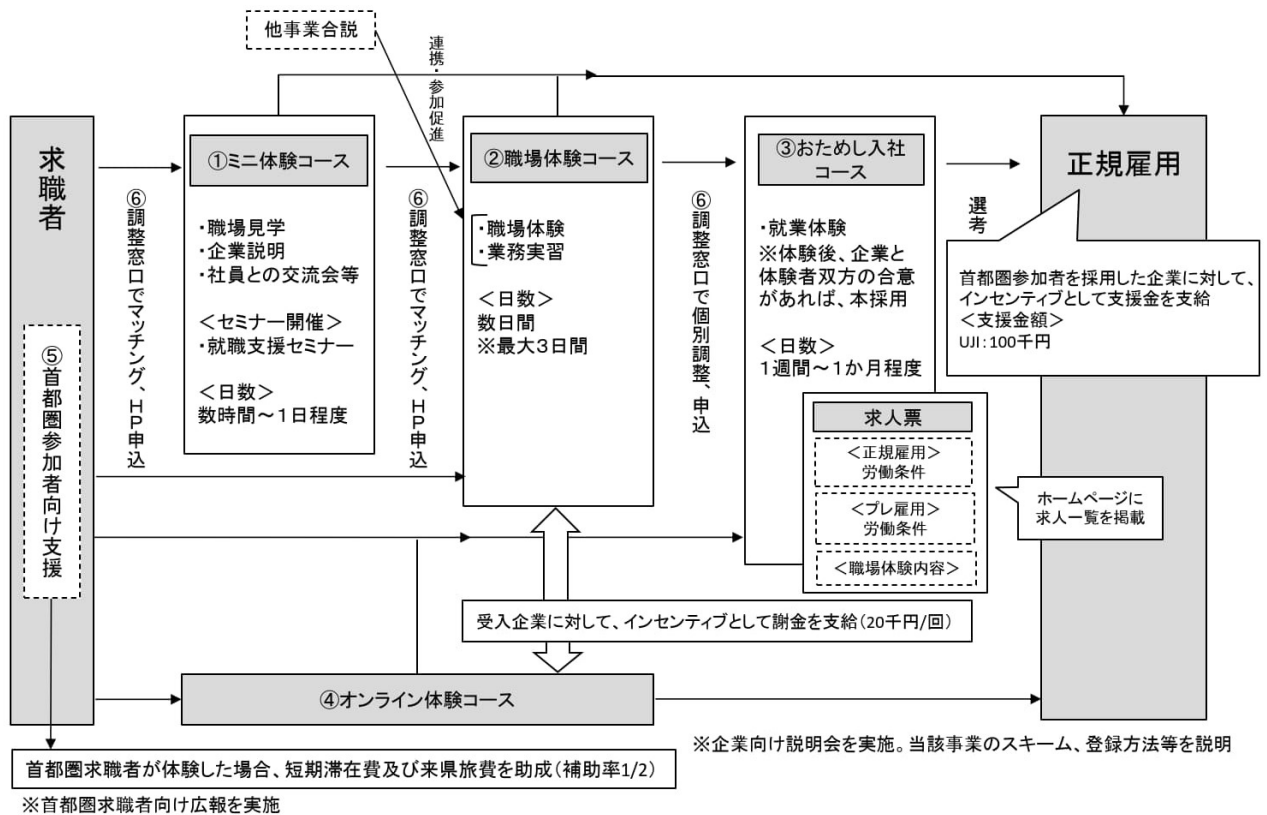 他事業合説
連携・参加促進
求職者
⑤首都圏参加者向け支援
⑥調整窓口でマッチング、HP申込
①ミニ体験コース
・職場見学
・企業説明
・社員との交流会等
＜セミナー開催＞
・就職支援セミナー
＜日数＞
数時間～1日程度
⑥調整窓口でマッチング、HP申込
②職場体験コース
・職場体験
・業務実習
＜日数＞
数日間
※最大3日間
⑥調整窓口で個別調整、申込
③おためし入社
コース
・就業体験
※体験後、企業と
体験者双方の合意
があれば、本採用
＜日数＞
1週間～1か月程度
求人票
＜正規雇用＞
労働条件
＜プレ雇用＞
労働条件
＜職場体験内容＞
選考
正規雇用
首都圏参加者を採用した企業に対して、
インセンティブとして支援金を支給
＜支援金額＞
UJI：100千円
ホームページに
求人一覧を掲載
受入企業に対して、インセンティブとして謝金を支給（20千円/回）
④オンライン体験コース
※企業向け説明会を実施。当該事業のスキーム、登録方法等を説明
首都圏求職者が体験した場合、短期滞在費及び来県旅費を助成（補助率1/2）
※首都圏求職者向け広報を実施